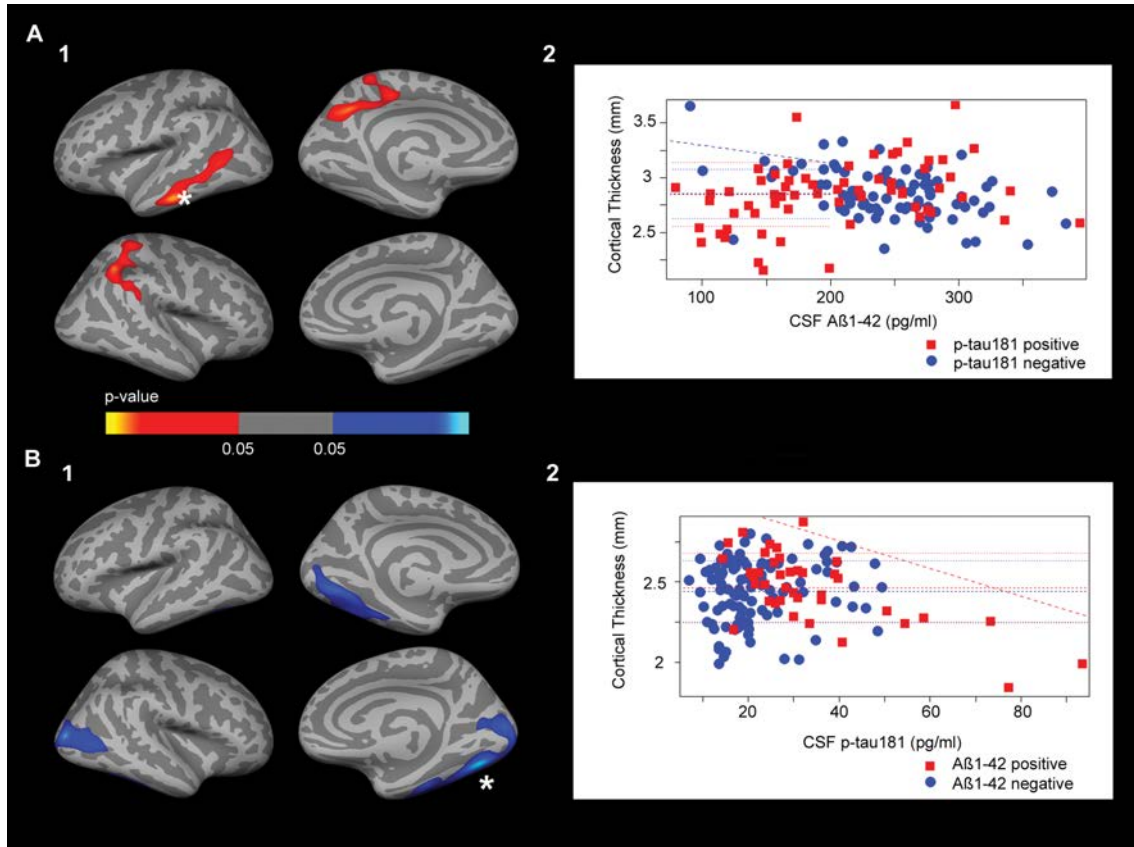 A
1
2
*
p-value
0.05
0.05
Cortical Thickness (mm)
3.5
3
2.5
100
200
300
CSF Aß1-42 (pg/ml)
p-tau181 positive
p-tau181 negative
B
1
2
*
Cortical Thickness (mm)
2.5
2
20
40
60
80
CSF p-tau181 (pg/ml)
Aß1-42 positive
Aß1-42 negative